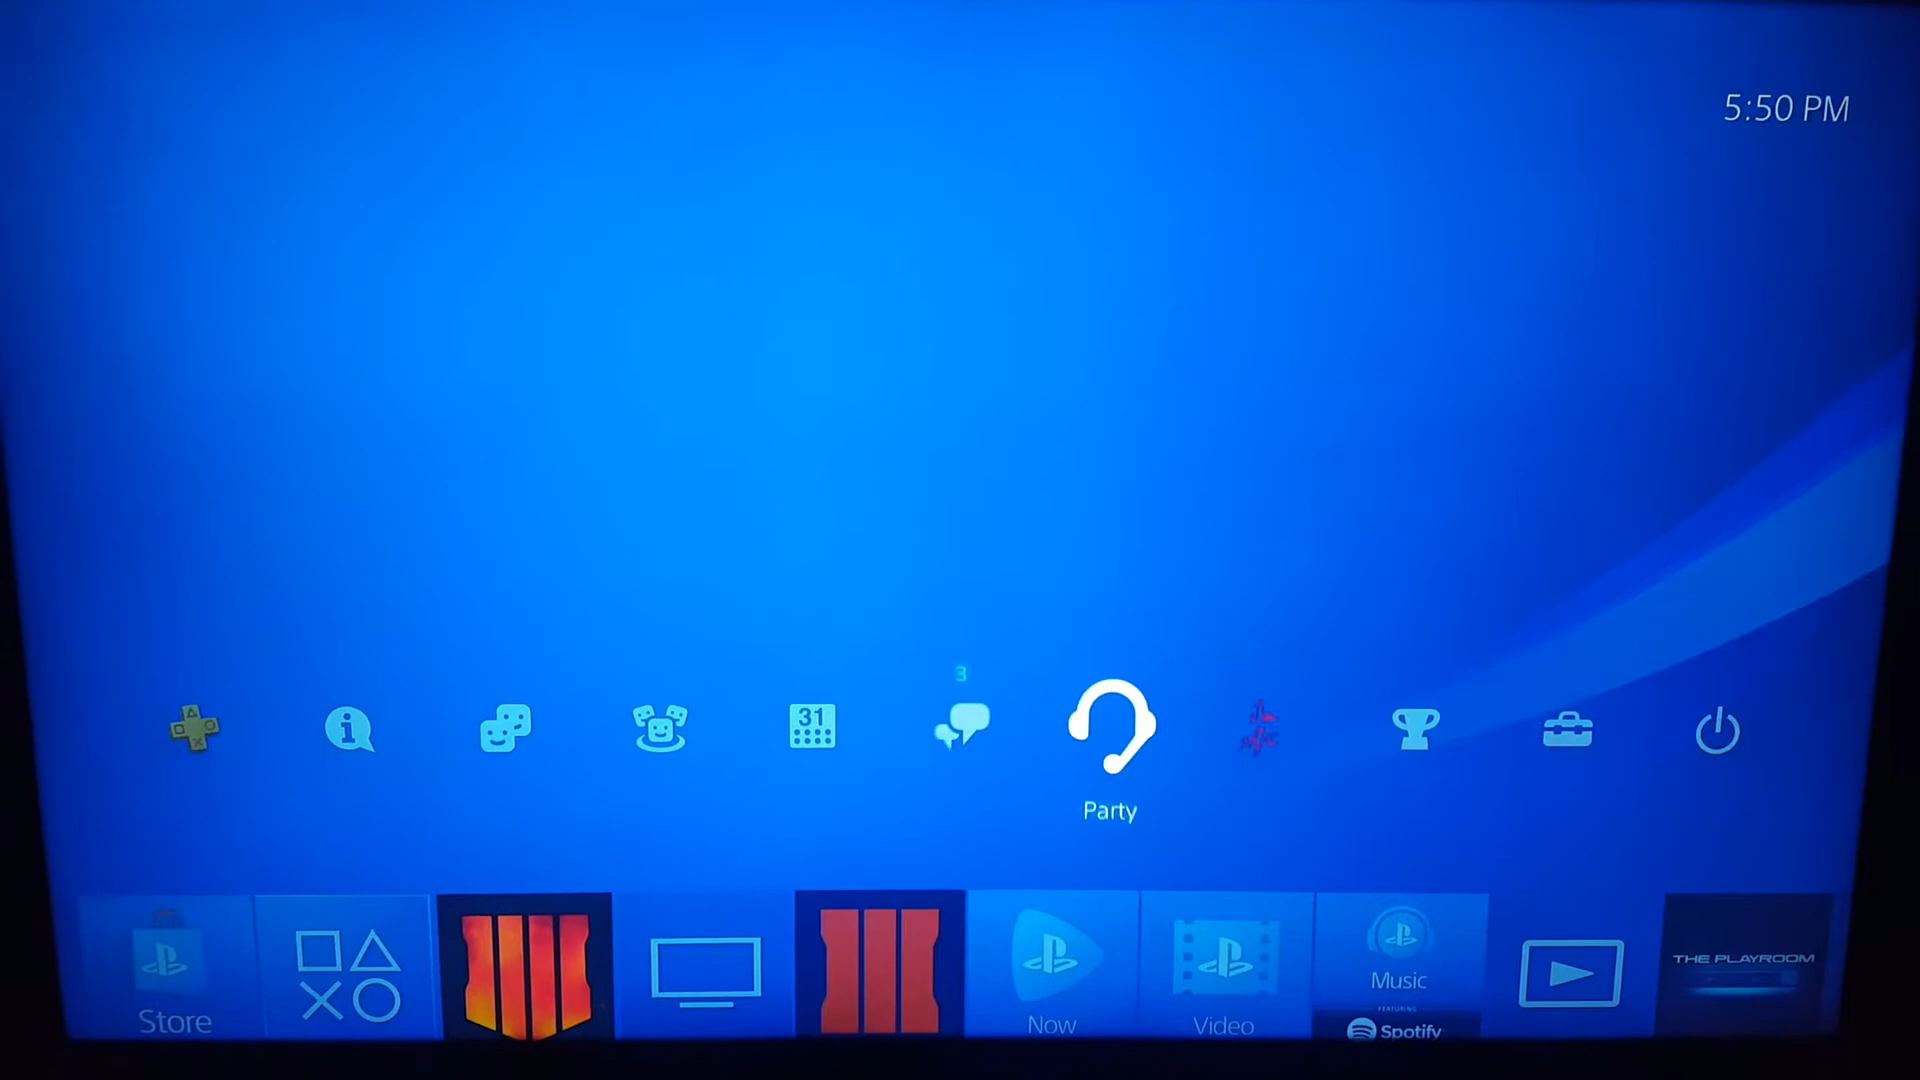 5:50 PM
3
31
Party
Store
Now
Video
Music
FEATURING
Spotify
THE PLAYROOM